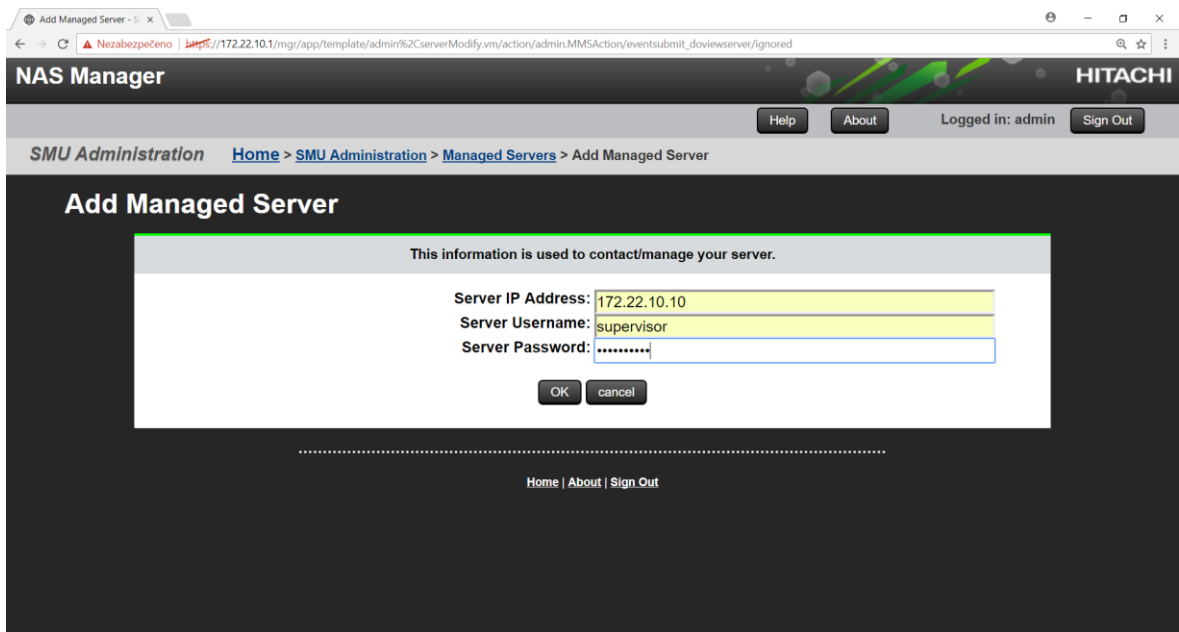 Add Managed Server - S
Nezabezpečeno | https://172.22.10.1/mgr/app/template/admin%2CserverModify.vm/action/admin.MMSAction/eventsubmit_doviewserver/ignored
NAS Manager
HITACHI
Help About Logged in: admin Sign Out
SMU Administration Home > SMU Administration > Managed Servers > Add Managed Server
Add Managed Server
This information is used to contact/manage your server.
Server IP Address: 172.22.10.10
Server Username: supervisor
Server Password: ••••••••••
OK cancel
Home | About | Sign Out